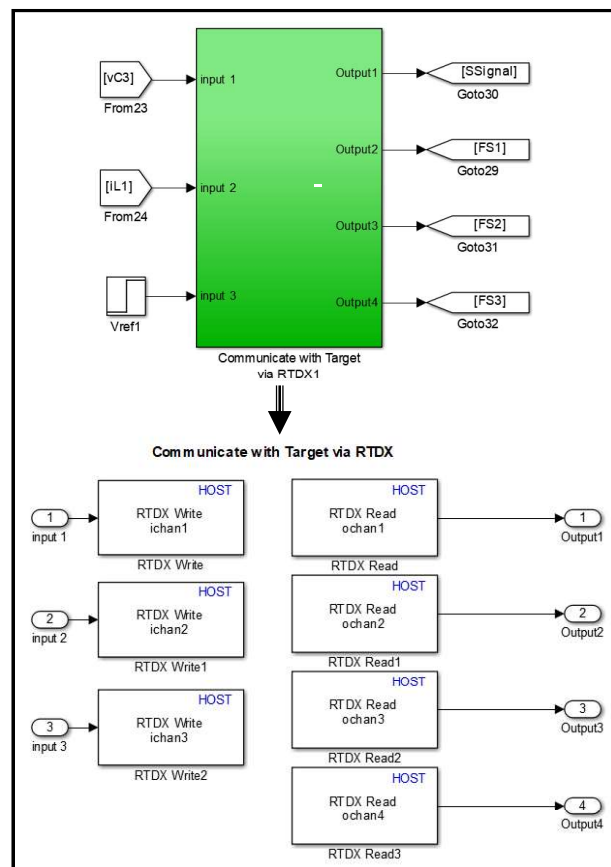 [vC3]
From23
input 1
Output1
[SSignal]
Goto30
Output2
[FS1]
Goto29
[iL1]
From24
input 2
Output3
[FS2]
Goto31
Vref1
input 3
Output4
[FS3]
Goto32
Communicate with Target
via RTDX1
Communicate with Target via RTDX
1
input 1
HOST
RTDX Write
ichan1
RTDX Write
HOST
RTDX Read
ochan1
RTDX Read
1
Output1
2
input 2
HOST
RTDX Write
ichan2
RTDX Write1
HOST
RTDX Read
ochan2
RTDX Read1
2
Output2
3
input 3
HOST
RTDX Write
ichan3
RTDX Write2
HOST
RTDX Read
ochan3
RTDX Read2
3
Output3
HOST
RTDX Read
ochan4
RTDX Read3
4
Output4